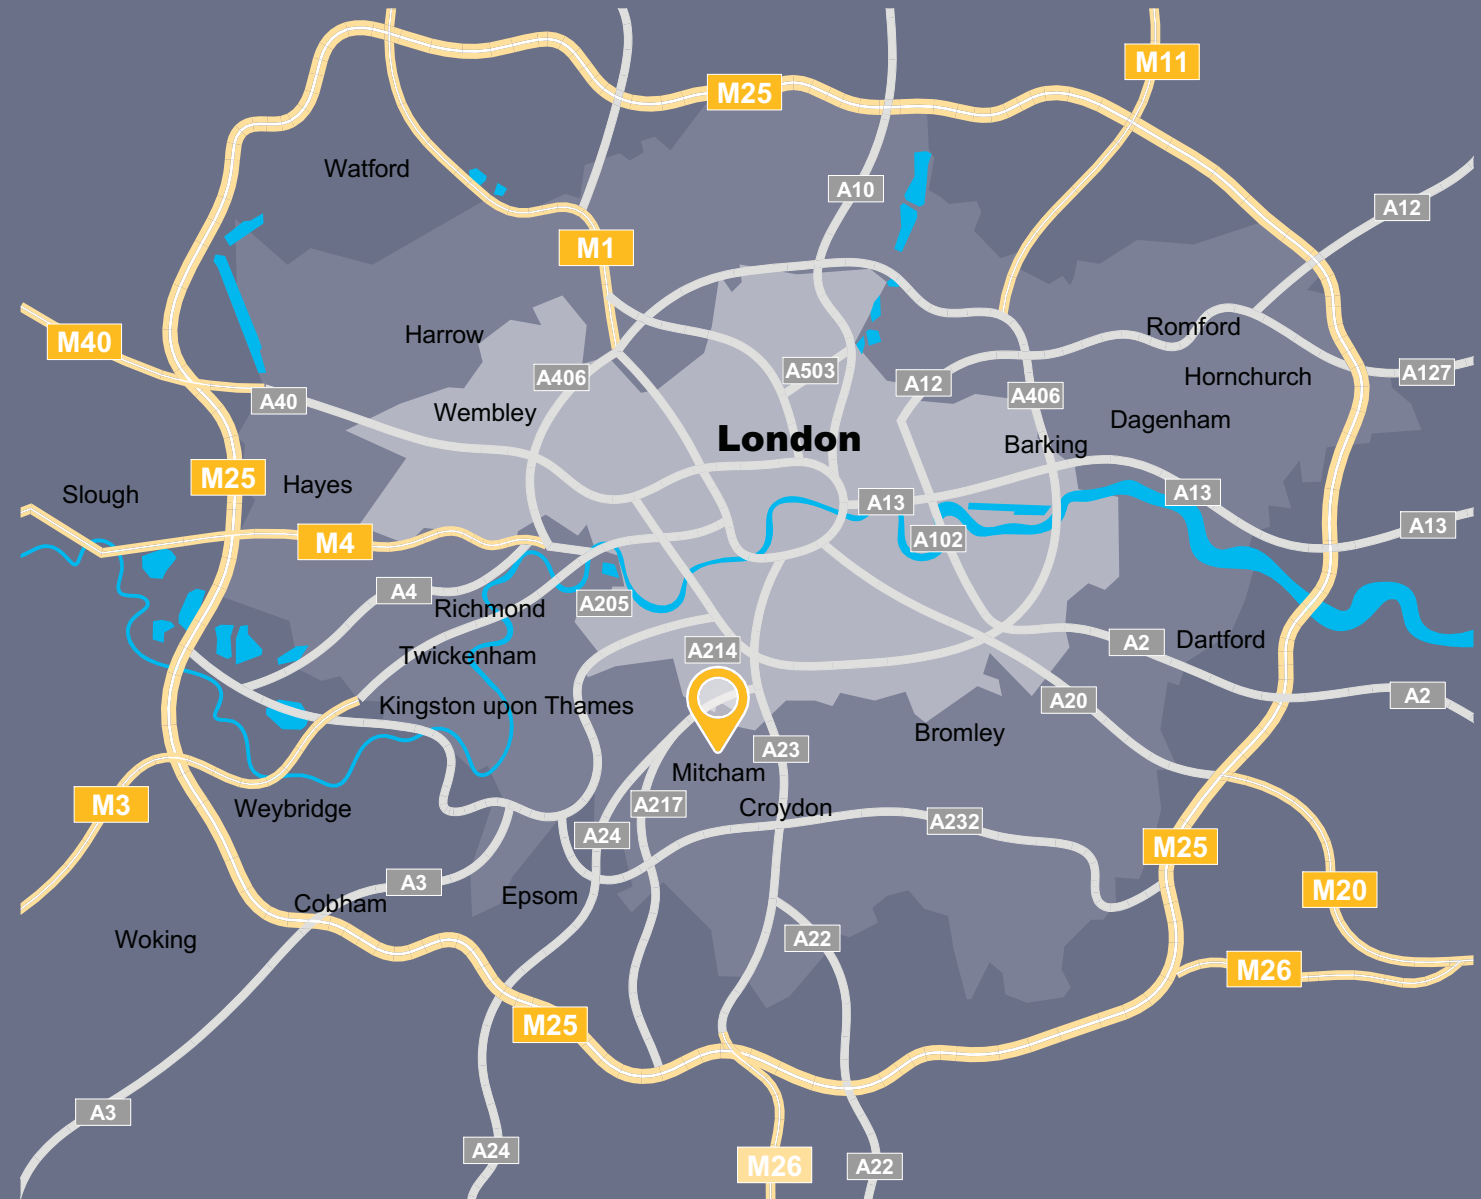 M11
M25
Watford
A10
A12
M1
M40
Harrow
Romford
A503
A127
A406
A12
Hornchurch
A406
A40
Wembley
Dagenham
London
Barking
M25
Hayes
Slough
A13
A13
A13
M4
A102
A4
A205
Richmond
A2
Dartford
A214
Twickenham
A2
A20
Kingston upon Thames
Bromley
A23
Mitcham
M3
Weybridge
A217
Croydon
A232
A24
M25
A3
M20
Epsom
Cobham
Woking
A22
M26
M25
A3
A24
M26
A22